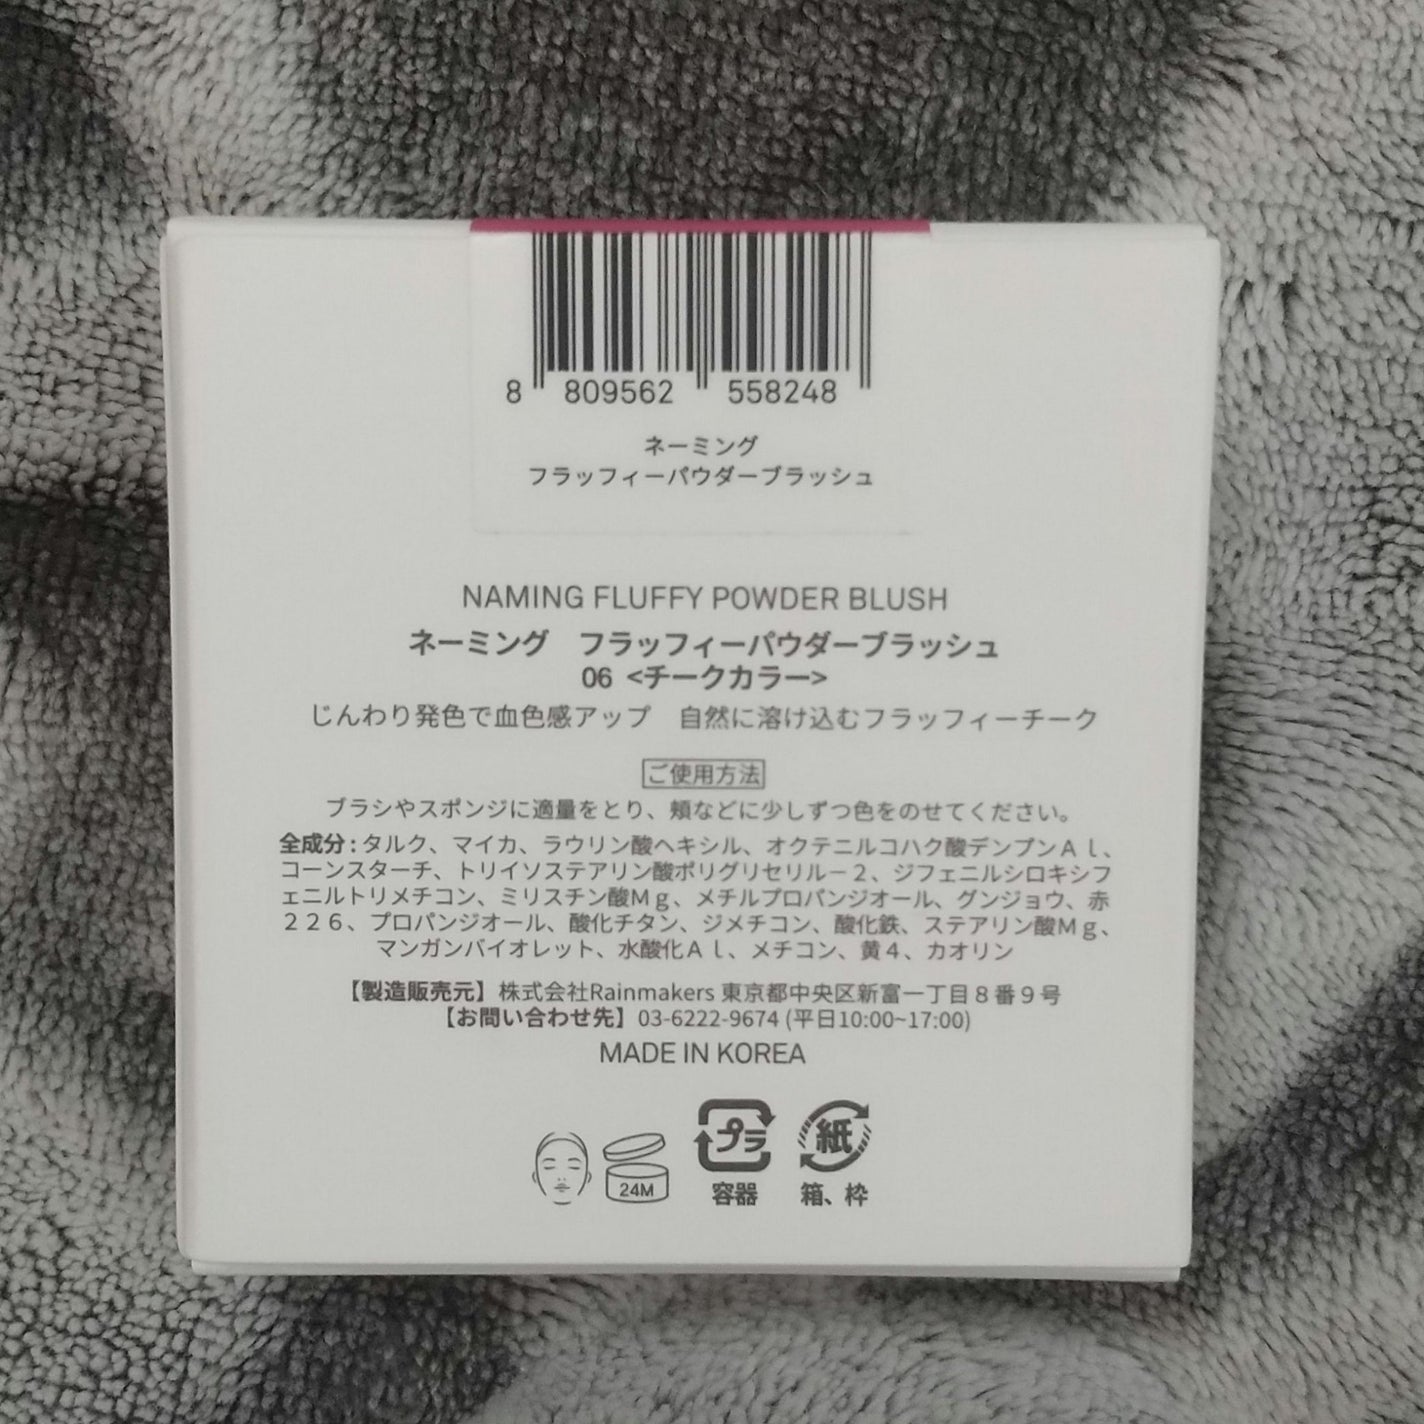 8 809562 558248
ネーミング
フラッフィーパウダーブラッシュ
NAMING FLUFFY POWDER BLUSH
ネーミング　フラッフィーパウダーブラッシュ
06 <チークカラー>
じんわり発色で血色感アップ　自然に溶け込むフラッフィーチーク
ご使用方法
ブラシやスポンジに適量をとり、頬などに少しずつ色をのせてください。
全成分 : タルク、マイカ、ラウリン酸ヘキシル、オクテニルコハク酸デンプンＡｌ、
コーンスターチ、トリイソステアリン酸ポリグリセリル－２、ジフェニルシロキシフ
ェニルトリメチコン、ミリスチン酸Ｍｇ、メチルプロパンジオール、グンジョウ、赤
２２６、プロパンジオール、酸化チタン、ジメチコン、酸化鉄、ステアリン酸Ｍｇ、
マンガンバイオレット、水酸化Ａｌ、メチコン、黄４、カオリン
【製造販売元】株式会社Rainmakers 東京都中央区新富一丁目８番９号
【お問い合わせ先】03-6222-9674 (平日10:00~17:00)
MADE IN KOREA
24M
プラ
容器
紙
箱、枠